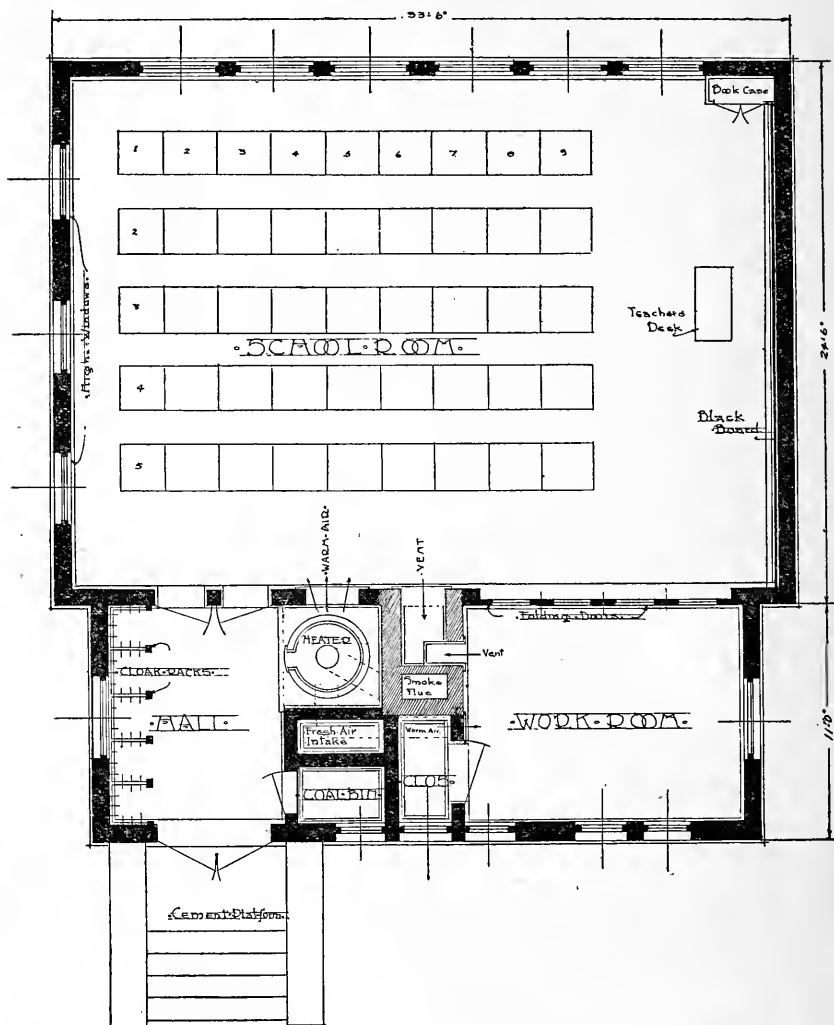 33'-6"
Book Case
1 2 3 4 5 6 7 8 9
2
3
4
5
Teachers
Desk
24'-6"
·SCHOOL·ROOM·
Black
Board
·WARM·AIR·
·VENT
·Folding·Doors·
HEATER
Vent
CLOAK·RACKS·
Smoke
Flue
·HALL·
·WORK·ROOM·
11'-0"
Fresh Air
Intake
Warm Air
CLOS·
COAL·BIN
·Cement·Platform·